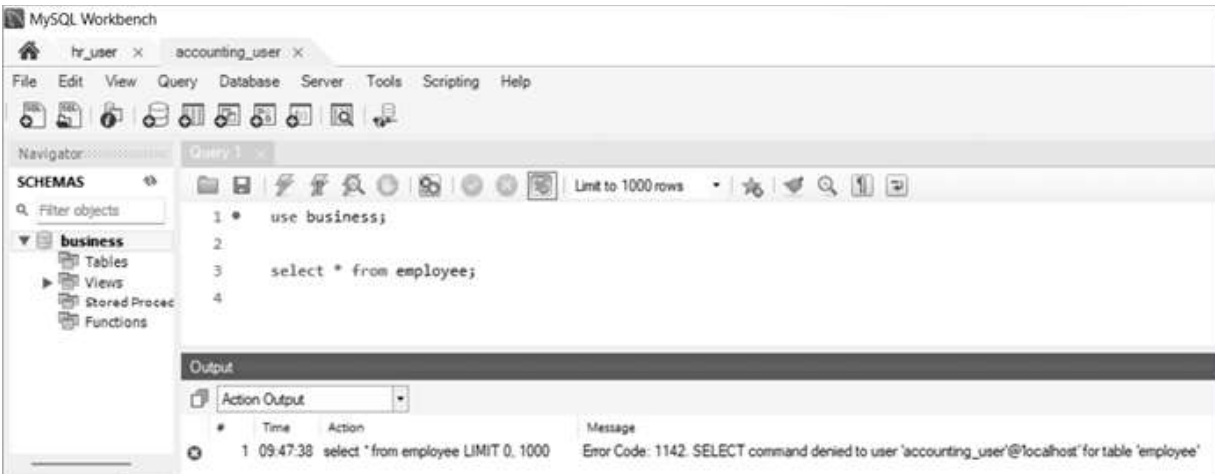 MySQL Workbench
hr_user × accounting_user ×
File Edit View Query Database Server Tools Scripting Help
Navigator
Query 1 ×
SCHEMAS
Limit to 1000 rows
Filter objects
1 use business;
business
2
Tables
3 select * from employee;
Views
4
Stored Proced
Functions
Output
Action Output
# Time Action Message
1 09:47:38 select * from employee LIMIT 0, 1000 Error Code: 1142. SELECT command denied to user 'accounting_user'@'localhost' for table 'employee'